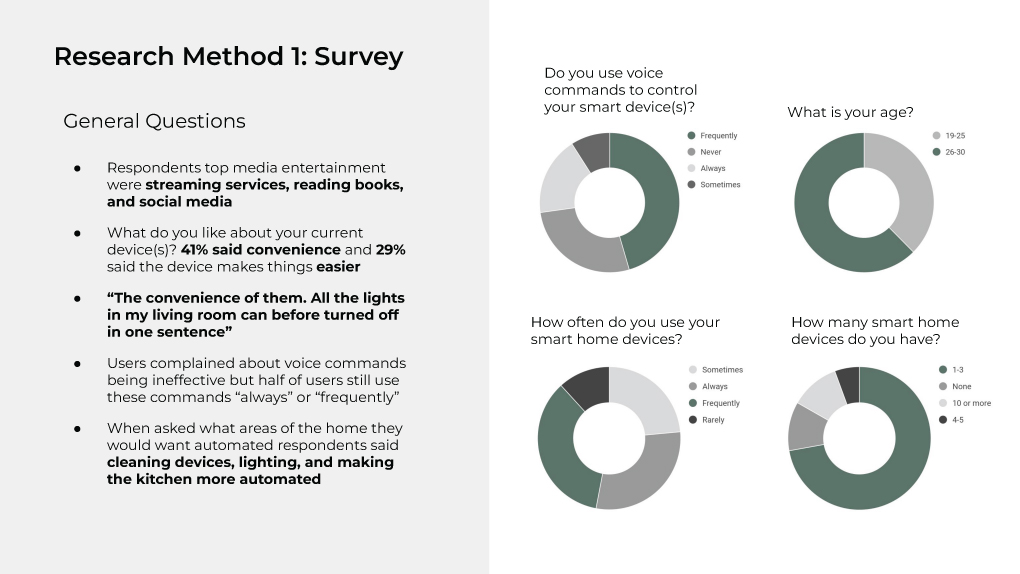 Research Method 1: Survey
General Questions
● Respondents top media entertainment
were streaming services, reading books,
and social media
● What do you like about your current
device(s)? 41% said convenience and 29%
said the device makes things easier
● “The convenience of them. All the lights
in my living room can before turned off
in one sentence”
● Users complained about voice commands
being ineffective but half of users still use
these commands “always” or “frequently”
● When asked what areas of the home they
would want automated respondents said
cleaning devices, lighting, and making
the kitchen more automated
Do you use voice
commands to control
your smart device(s)?
Frequently
Never
Always
Sometimes
What is your age?
19-25
26-30
How often do you use your
smart home devices?
Sometimes
Always
Frequently
Rarely
How many smart home
devices do you have?
1-3
None
10 or more
4-5